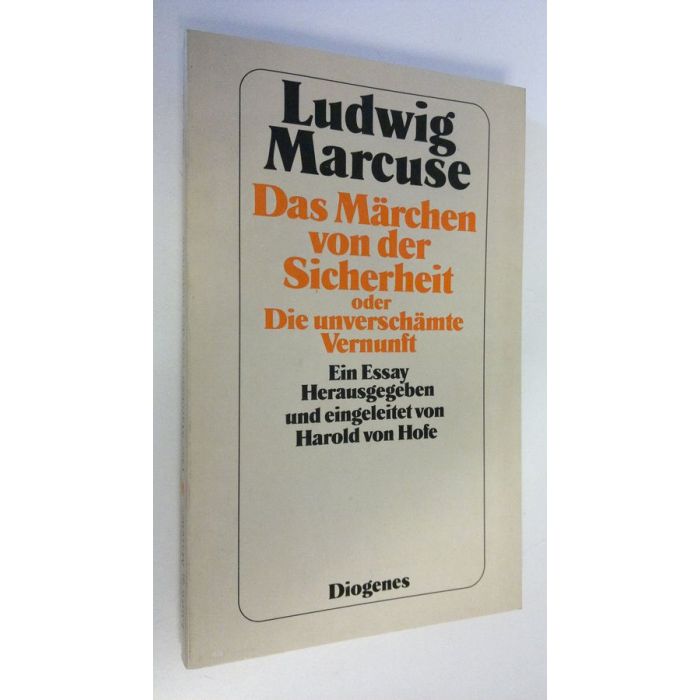 Ludwig
Marcuse
Das Märchen
von der
Sicherheit
oder
Die unverschämte
Vernunft
Ein Essay
Herausgegeben
und eingeleitet von
Harold von Hofe
Diogenes